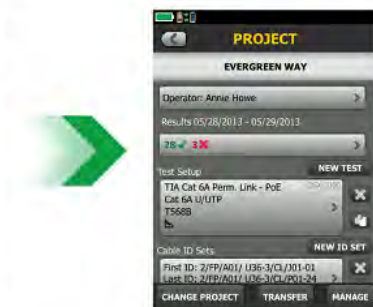 PROJECT
EVERGREEN WAY
Operator: Annie Howe
Results 05/28/2013 - 05/29/2013
28✔ 3✖
Test Setup
NEW TEST
TIA Cat 6A Perm. Link - PoE
Cat 6A U/UTP
T568B
Cable ID Sets
NEW ID SET
First ID: 2/FP/A01/ U36-3/CL/J01-01
Last ID: 2/FP/A01/ U36-3/CL/P01-24
CHANGE PROJECT
TRANSFER
MANAGE